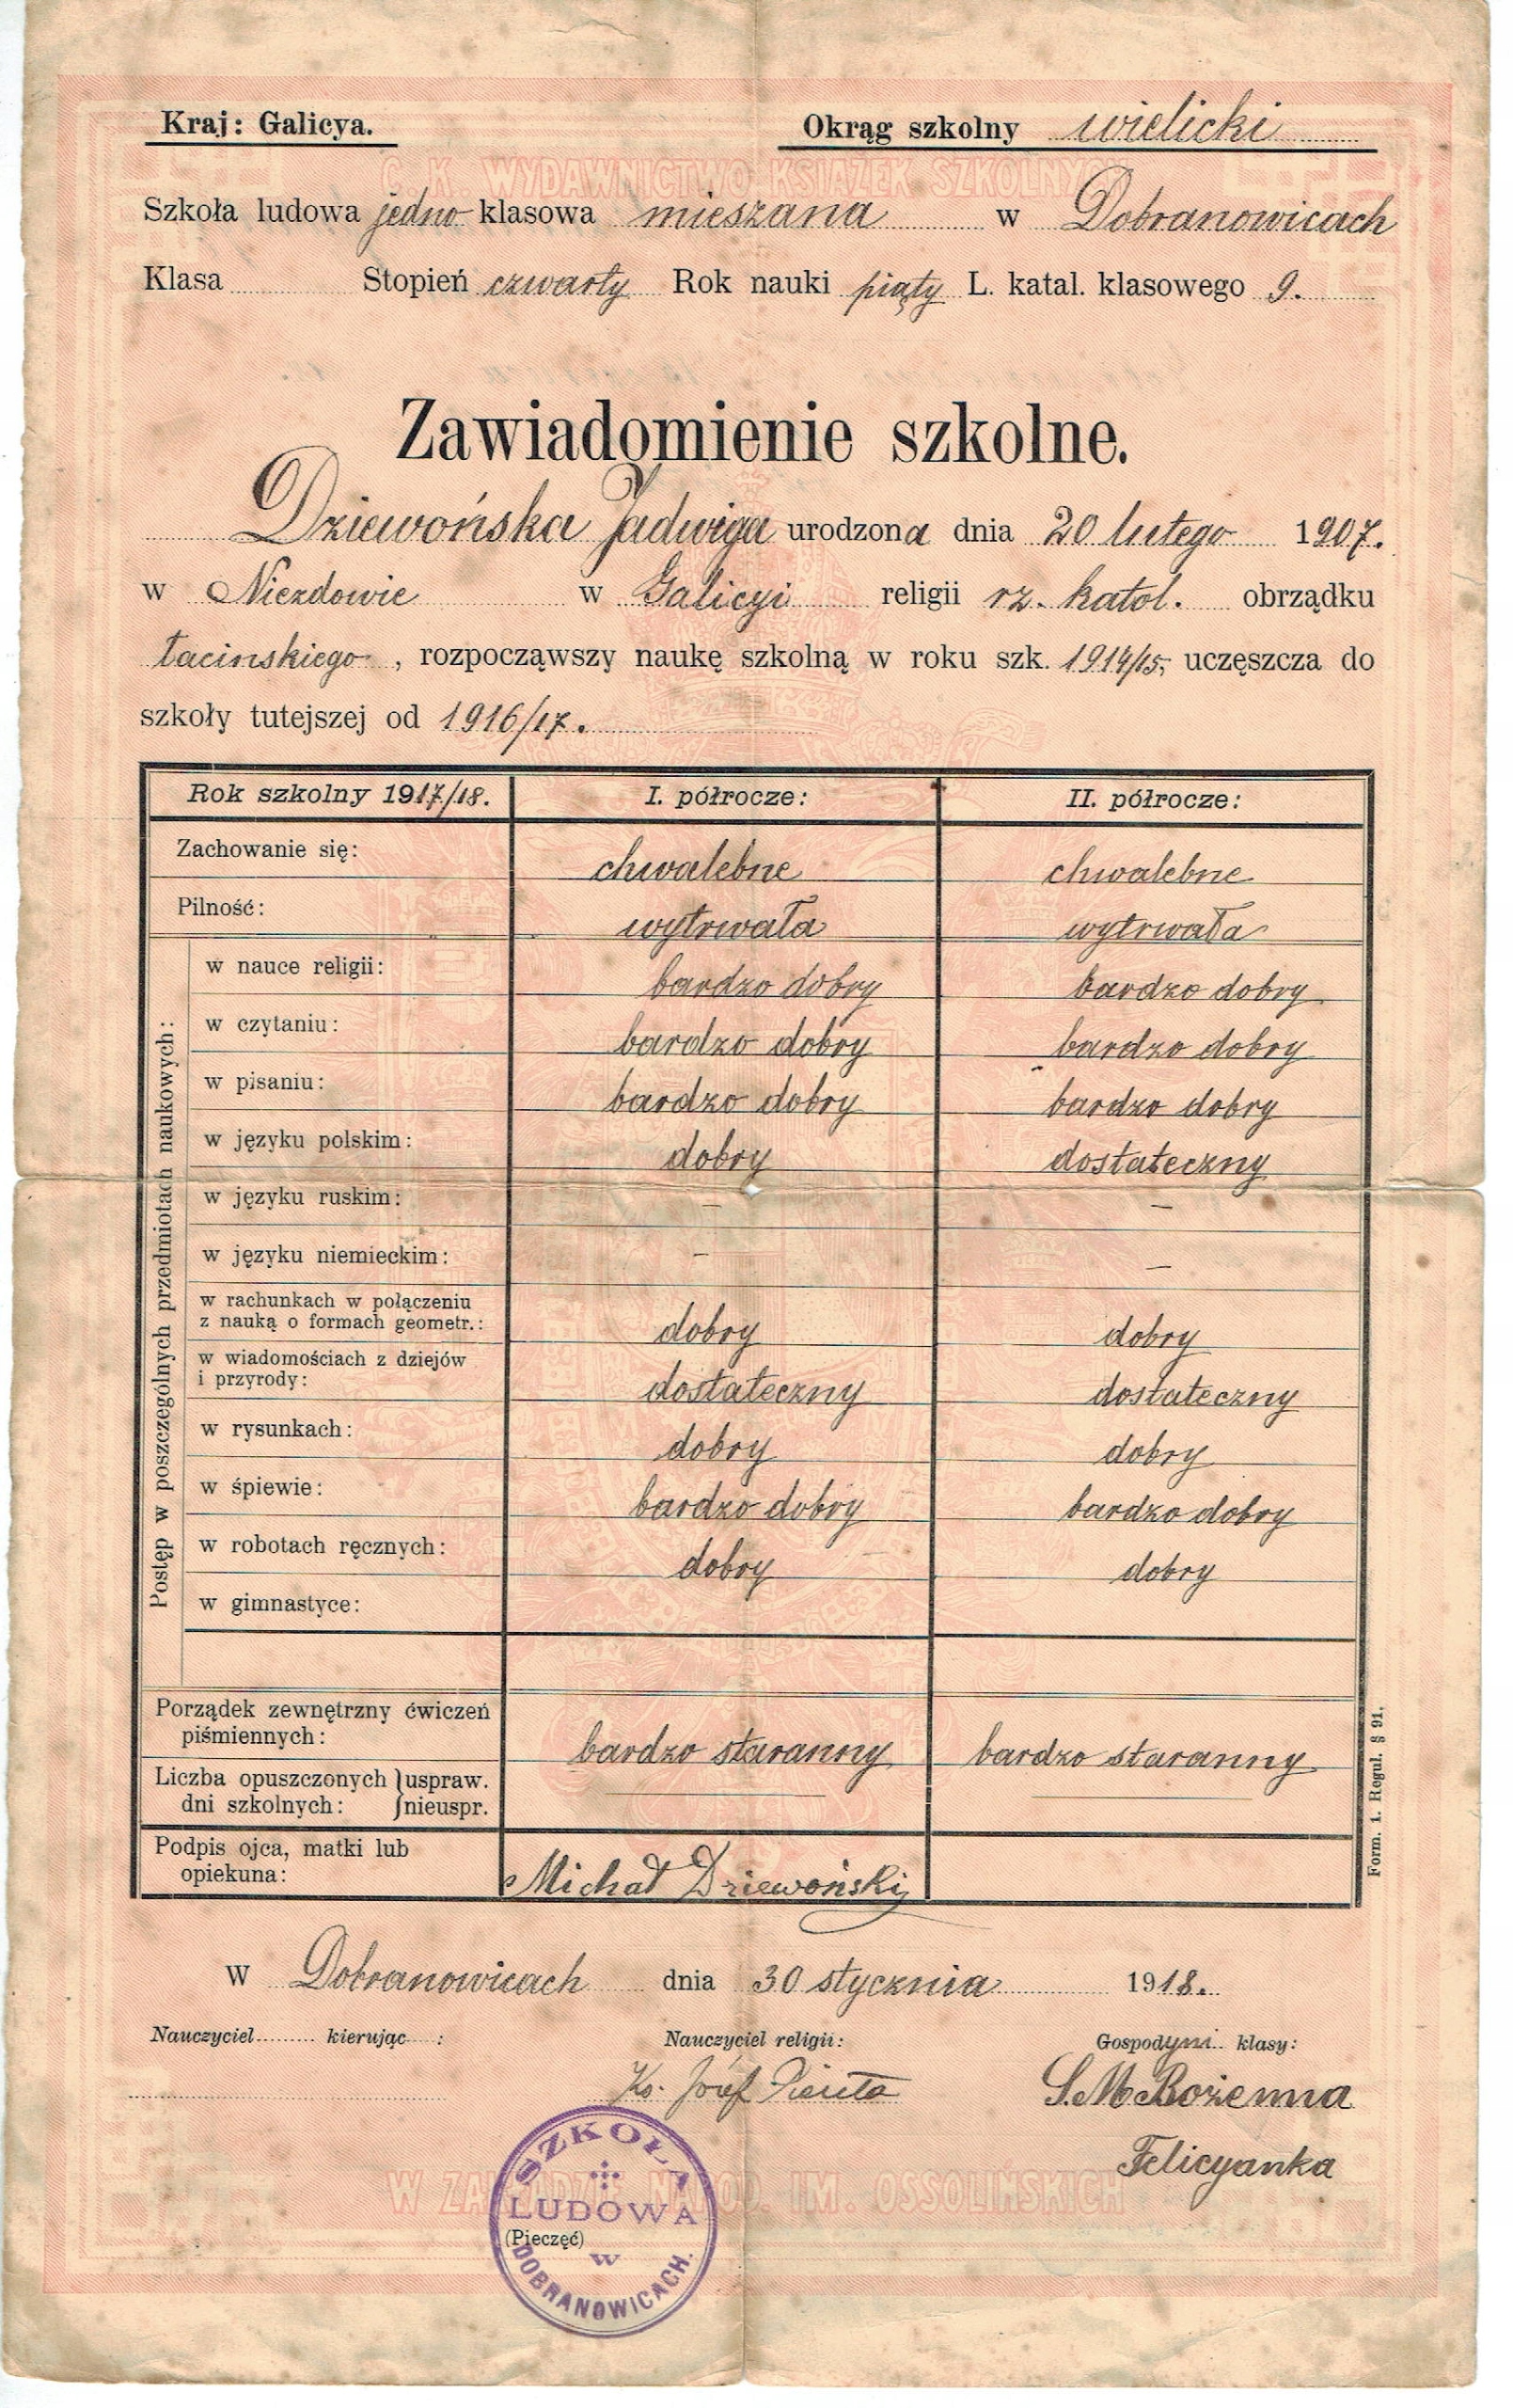 Kraj: Galicya. Okrąg szkolny wielicki
C. K. WYDAWNICTWO KSIĄŻEK SZKOLNYCH
Szkoła ludowa jedno klasowa mieszana w Dobranowicach
Klasa Stopień czwarty Rok nauki piąty L. katal. klasowego 9.
Zawiadomienie szkolne.
Dziewońska Jadwiga urodzona dnia 20 lutego 1907.
w Niezdowie w Galicyi religii rz. katol. obrządku
łacinskiego, rozpocząwszy naukę szkolną w roku szk. 1914/15, uczęszcza do
szkoły tutejszej od 1916/17.
Rok szkolny 1917/18. I. półrocze: II. półrocze:
Zachowanie się: chwalebne chwalebne
Pilność: wytrwała wytrwała
Postęp w poszczególnych przedmiotach naukowych:
w nauce religii: bardzo dobry bardzo dobry
w czytaniu: bardzo dobry bardzo dobry
w pisaniu: bardzo dobry bardzo dobry
w języku polskim: dobry dostateczny
w języku ruskim: – –
w języku niemieckim: – –
w rachunkach w połączeniu
z nauką o formach geometr.: dobry dobry
w wiadomościach z dziejów
i przyrody: dostateczny dostateczny
w rysunkach: dobry dobry
w śpiewie: bardzo dobry bardzo dobry
w robotach ręcznych: dobry dobry
w gimnastyce:
Porządek zewnętrzny ćwiczeń
piśmiennych: bardzo staranny bardzo staranny
Liczba opuszczonych } uspraw.
dni szkolnych: } nieuspr.
Podpis ojca, matki lub
opiekuna: Michał Dziewoński
Form. 1. Regul. § 91.
W Dobranowicach dnia 30 stycznia 1918.
Nauczyciel kierując : Nauczyciel religii: Gospodyni klasy:
Ks. Józef Pieuta S. M. Bożenna
Felicyanka
W ZAKŁADZIE NAROD. IM. OSSOLIŃSKICH
SZKOŁA
LUDOWA
(Pieczęć)
w
DOBRANOWICACH.